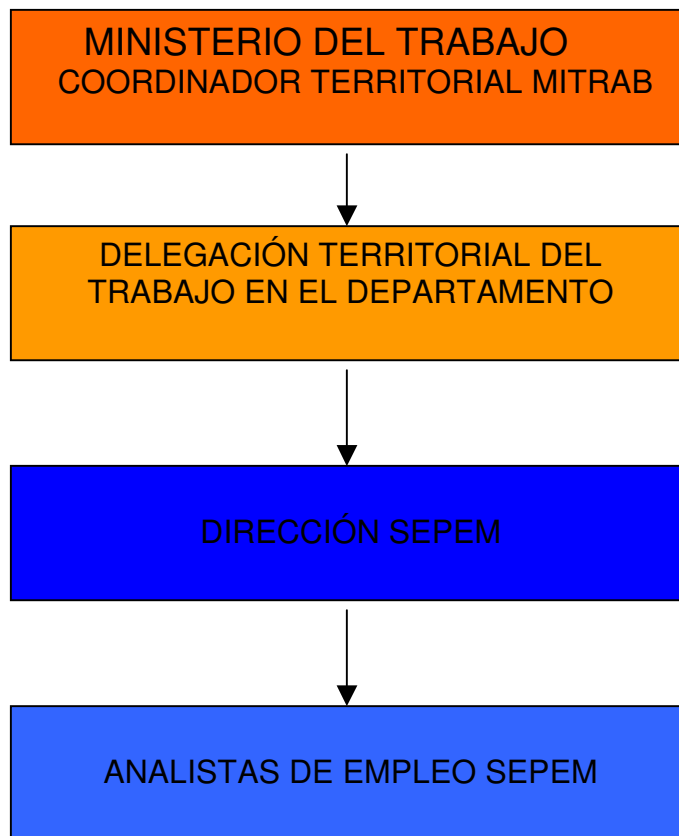 MINISTERIO DEL TRABAJO
COORDINADOR TERRITORIAL MITRAB
DELEGACIÓN TERRITORIAL DEL
TRABAJO EN EL DEPARTAMENTO
DIRECCIÓN SEPEM
ANALISTAS DE EMPLEO SEPEM